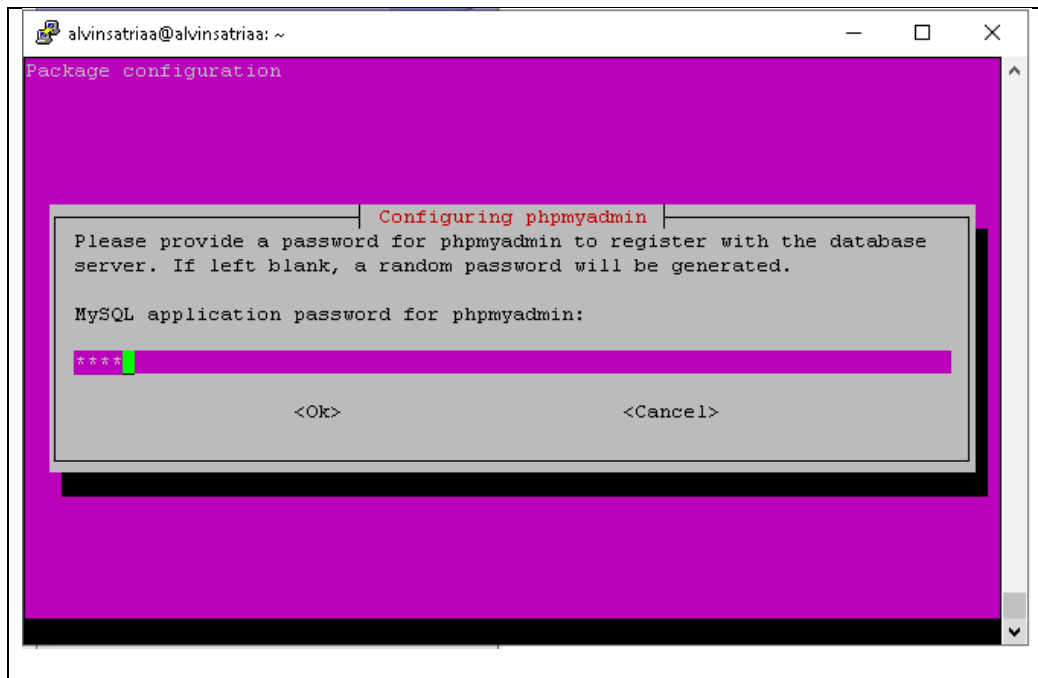 alvinsatriaa@alvinsatriaa: ~
Package configuration
Configuring phpmyadmin
Please provide a password for phpmyadmin to register with the database
server. If left blank, a random password will be generated.
MySQL application password for phpmyadmin:
****
<Ok> <Cancel>